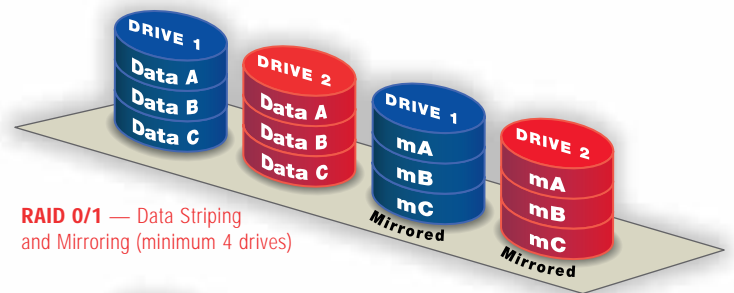 DRIVE 1
Data A
Data B
Data C
DRIVE 2
Data A
Data B
Data C
DRIVE 1
mA
mB
mC
Mirrored
DRIVE 2
mA
mB
mC
Mirrored
RAID 0/1 — Data Striping
and Mirroring (minimum 4 drives)